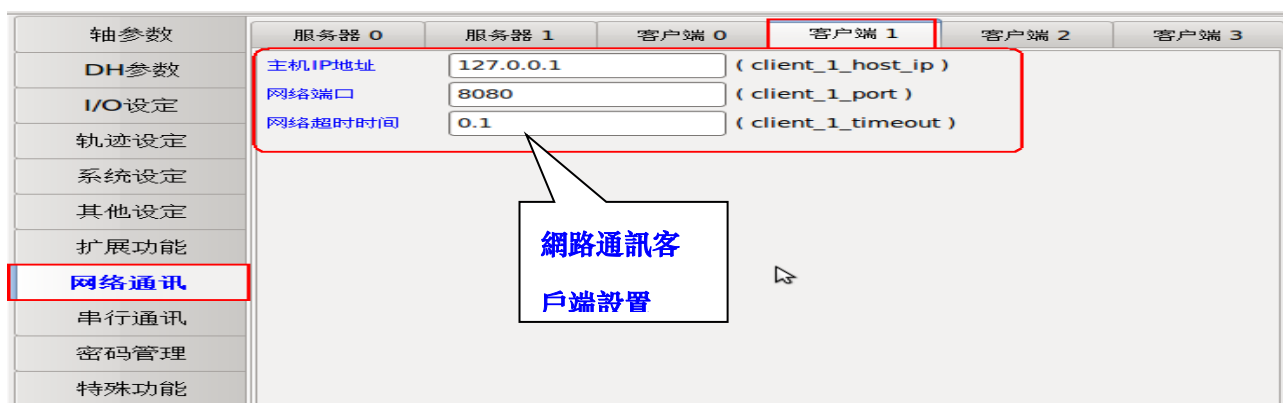 轴参数
DH参数
I/O设定
轨迹设定
系统设定
其他设定
扩展功能
网络通讯
串行通讯
密码管理
特殊功能
服务器 0 服务器 1 客户端 0 客户端 1 客户端 2 客户端 3
主机IP地址 127.0.0.1 ( client_1_host_ip )
网络端口 8080 ( client_1_port )
网络超时时间 0.1 ( client_1_timeout )
網路通訊客
戶端設置